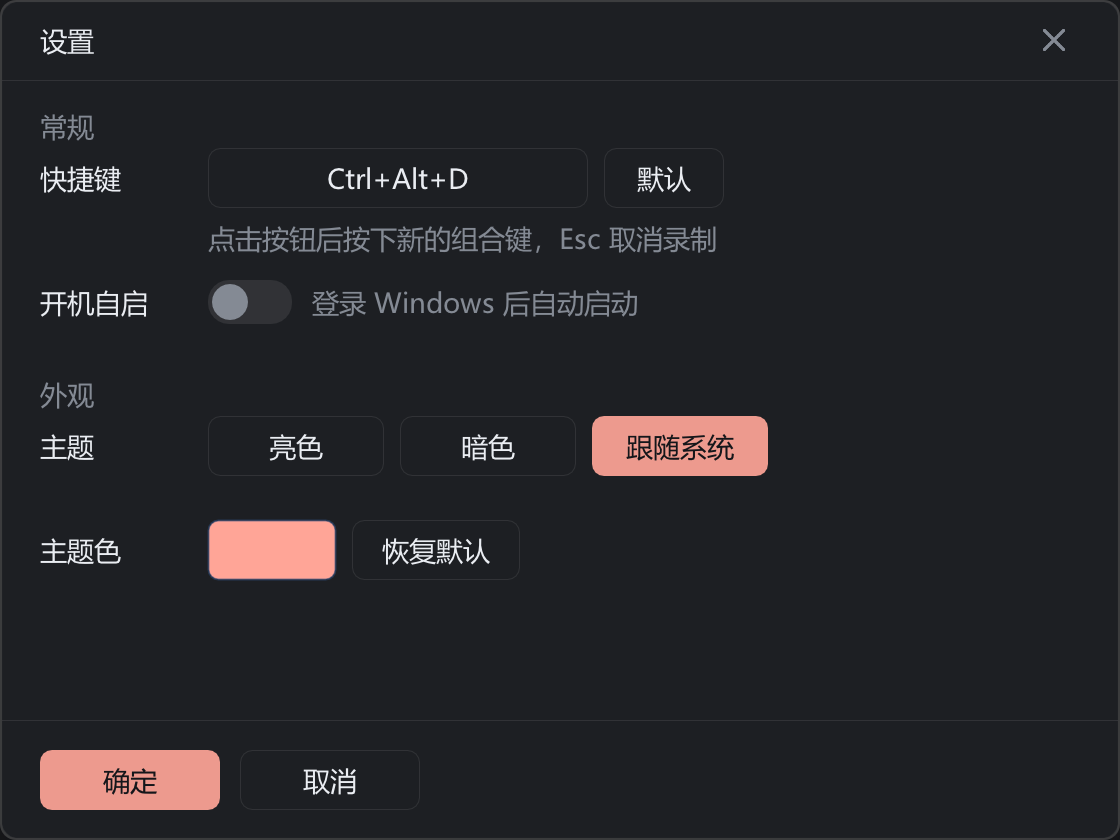 设置
常规
快捷键 Ctrl+Alt+D 默认
点击按钮后按下新的组合键，Esc 取消录制
开机自启 登录 Windows 后自动启动
外观
主题 亮色 暗色 跟随系统
主题色 恢复默认
确定 取消